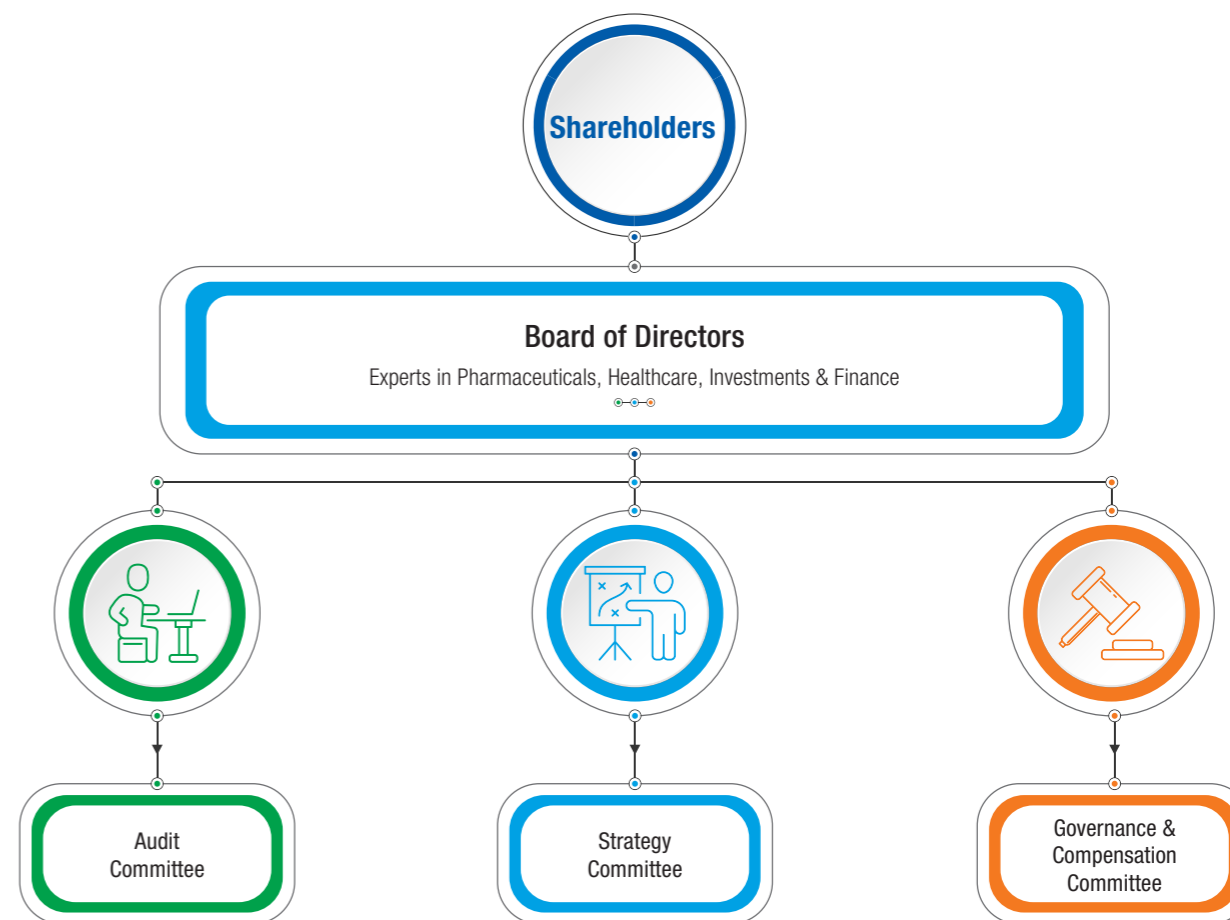 Shareholders
Board of Directors
Experts in Pharmaceuticals, Healthcare, Investments & Finance
Audit
Committee
Strategy
Committee
Governance &
Compensation
Committee